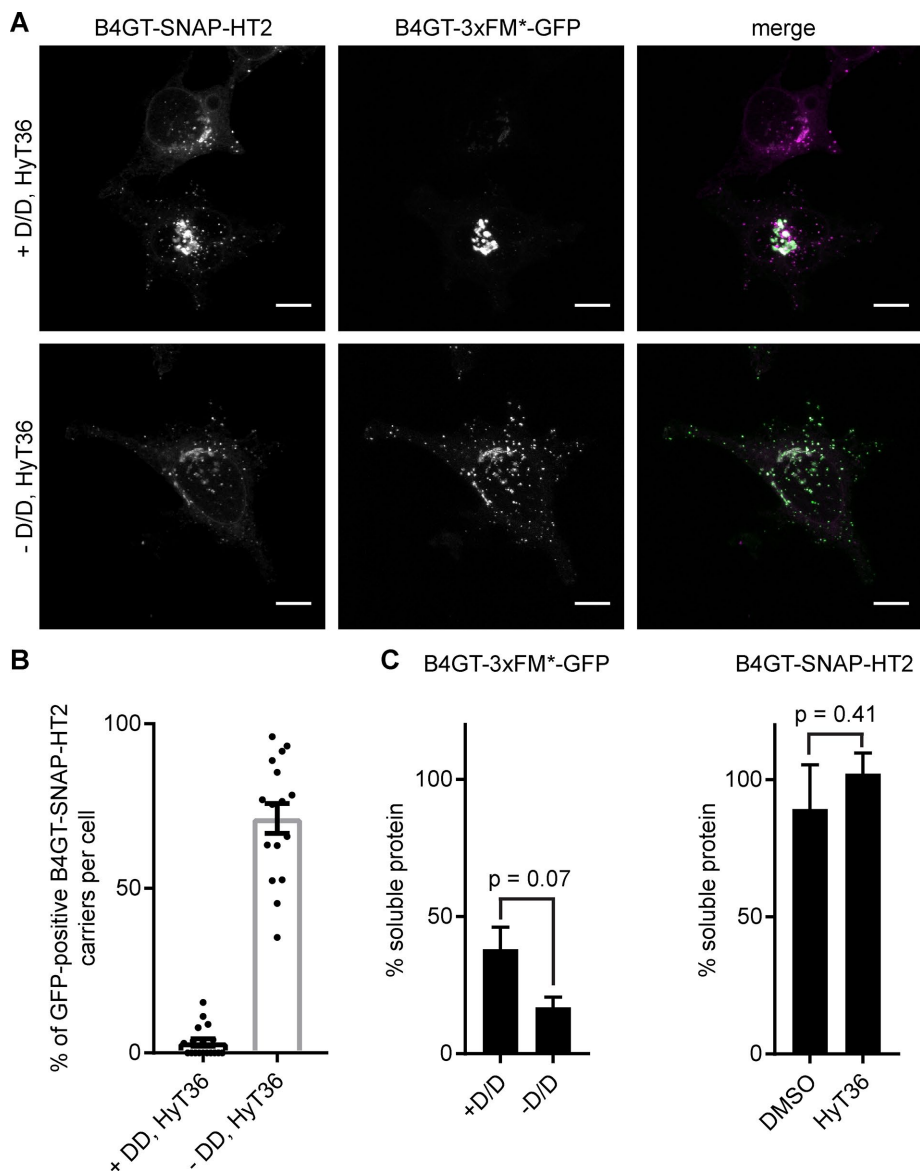 A
B4GT-SNAP-HT2
B4GT-3xFM*-GFP
merge
+ D/D, HyT36
- D/D, HyT36
B
% of GFP-positive B4GT-SNAP-HT2
carriers per cell
100
50
0
+ DD, HyT36
- DD, HyT36
C
B4GT-3xFM*-GFP
% soluble protein
100
50
0
p = 0.07
+D/D
-D/D
B4GT-SNAP-HT2
% soluble protein
100
50
0
p = 0.41
DMSO
HyT36